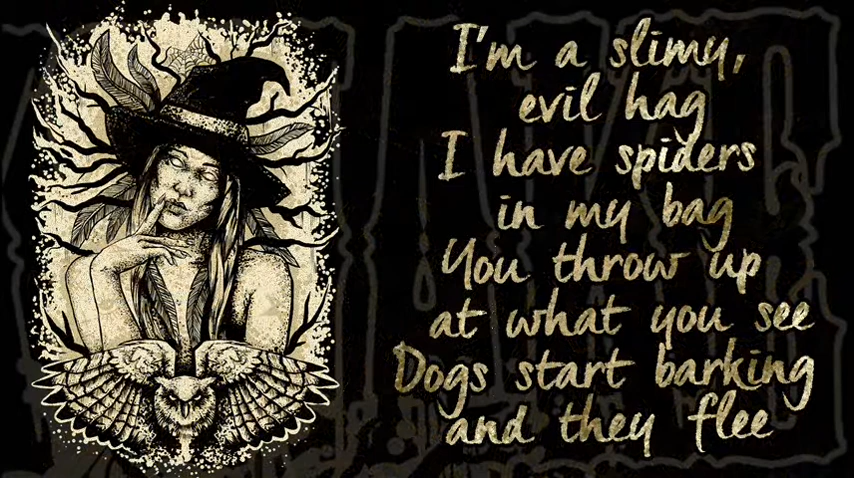 I'm a slimy,
evil hag
I have spiders
in my bag
You throw up
at what you see
Dogs start barking
and they flee